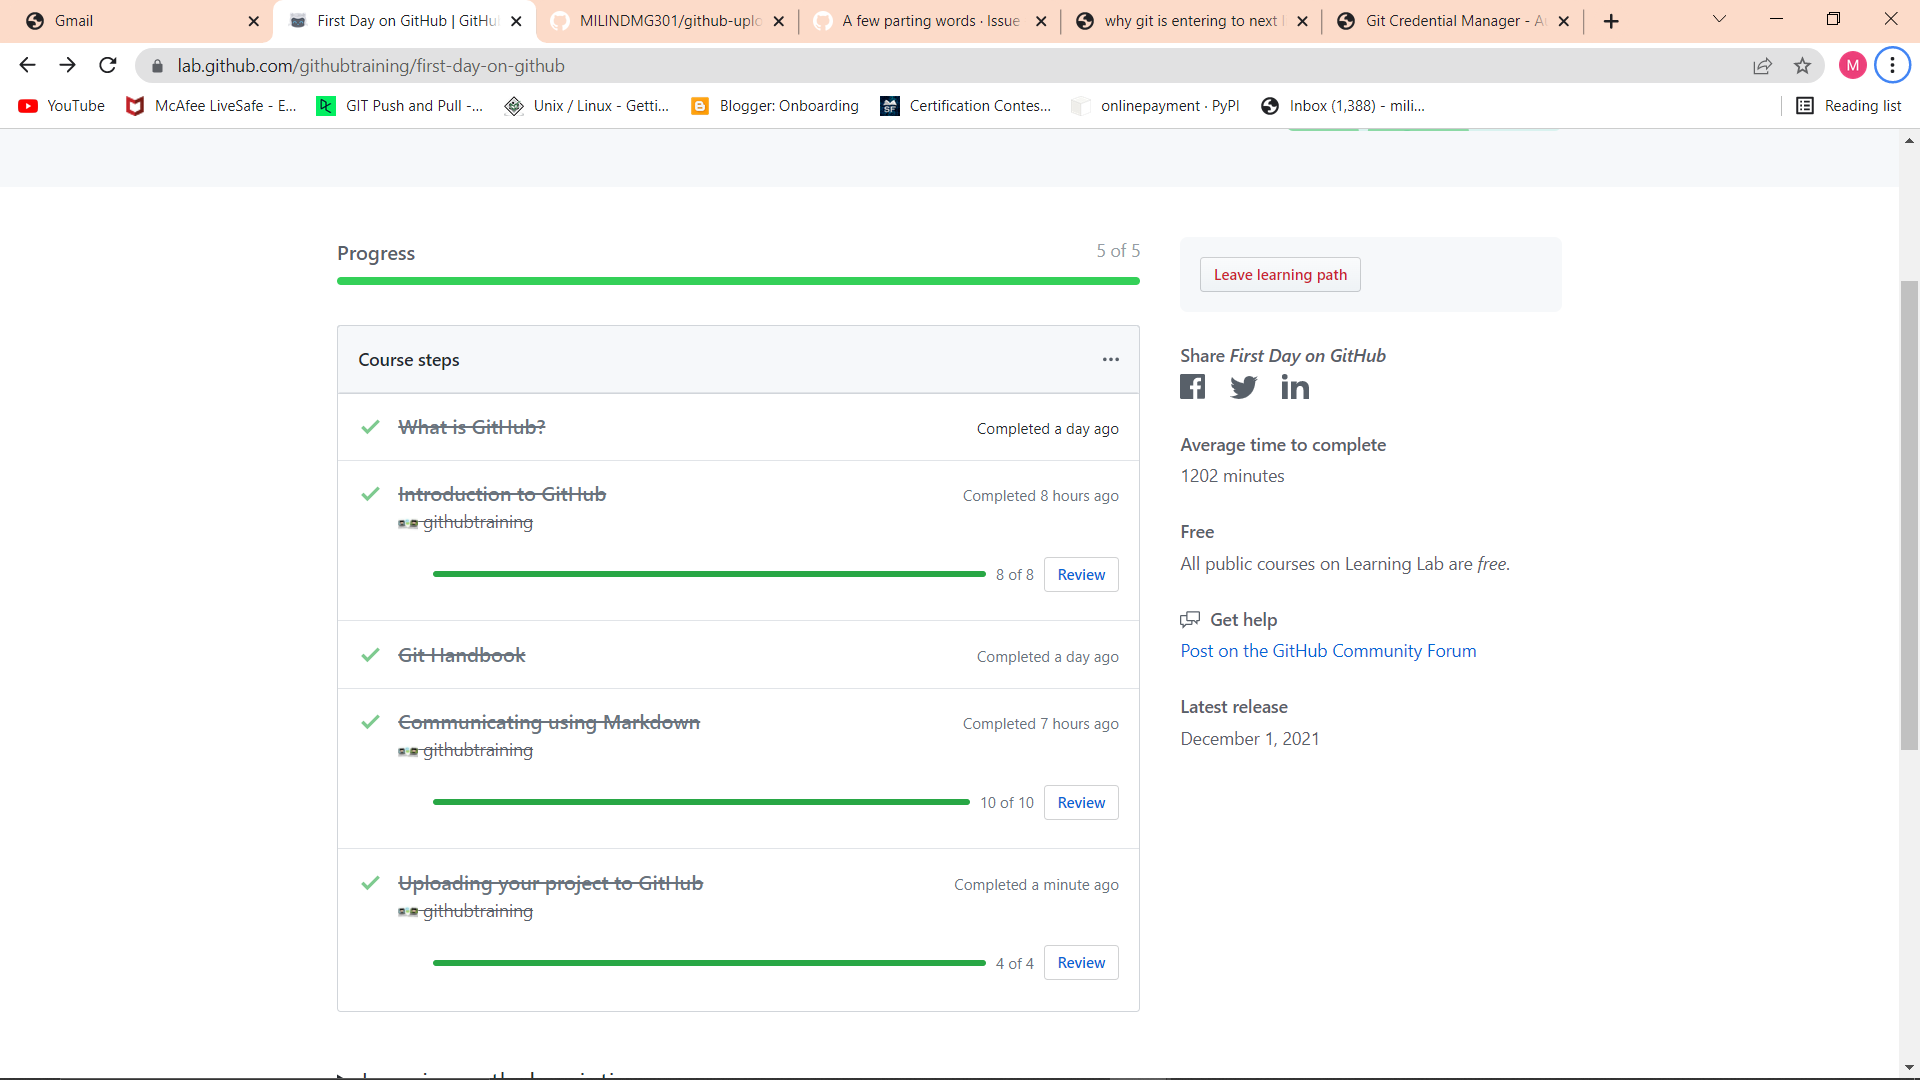 Gmail
First Day on GitHub | GitHu
MILINDMG301/github-uplo
A few parting words · Issue
why git is entering to next l
Git Credential Manager - Au
lab.github.com/githubtraining/first-day-on-github
M
YouTube
McAfee LiveSafe - E...
GIT Push and Pull -...
Unix / Linux - Getti...
Blogger: Onboarding
Certification Contes...
onlinepayment · PyPI
Inbox (1,388) - mili...
Reading list
Progress
5 of 5
Leave learning path
Course steps
What is GitHub?
Completed a day ago
Introduction to GitHub
Completed 8 hours ago
githubtraining
8 of 8
Review
Git Handbook
Completed a day ago
Communicating using Markdown
Completed 7 hours ago
githubtraining
10 of 10
Review
Uploading your project to GitHub
Completed a minute ago
githubtraining
4 of 4
Review
Share First Day on GitHub
Average time to complete
1202 minutes
Free
All public courses on Learning Lab are free.
Get help
Post on the GitHub Community Forum
Latest release
December 1, 2021